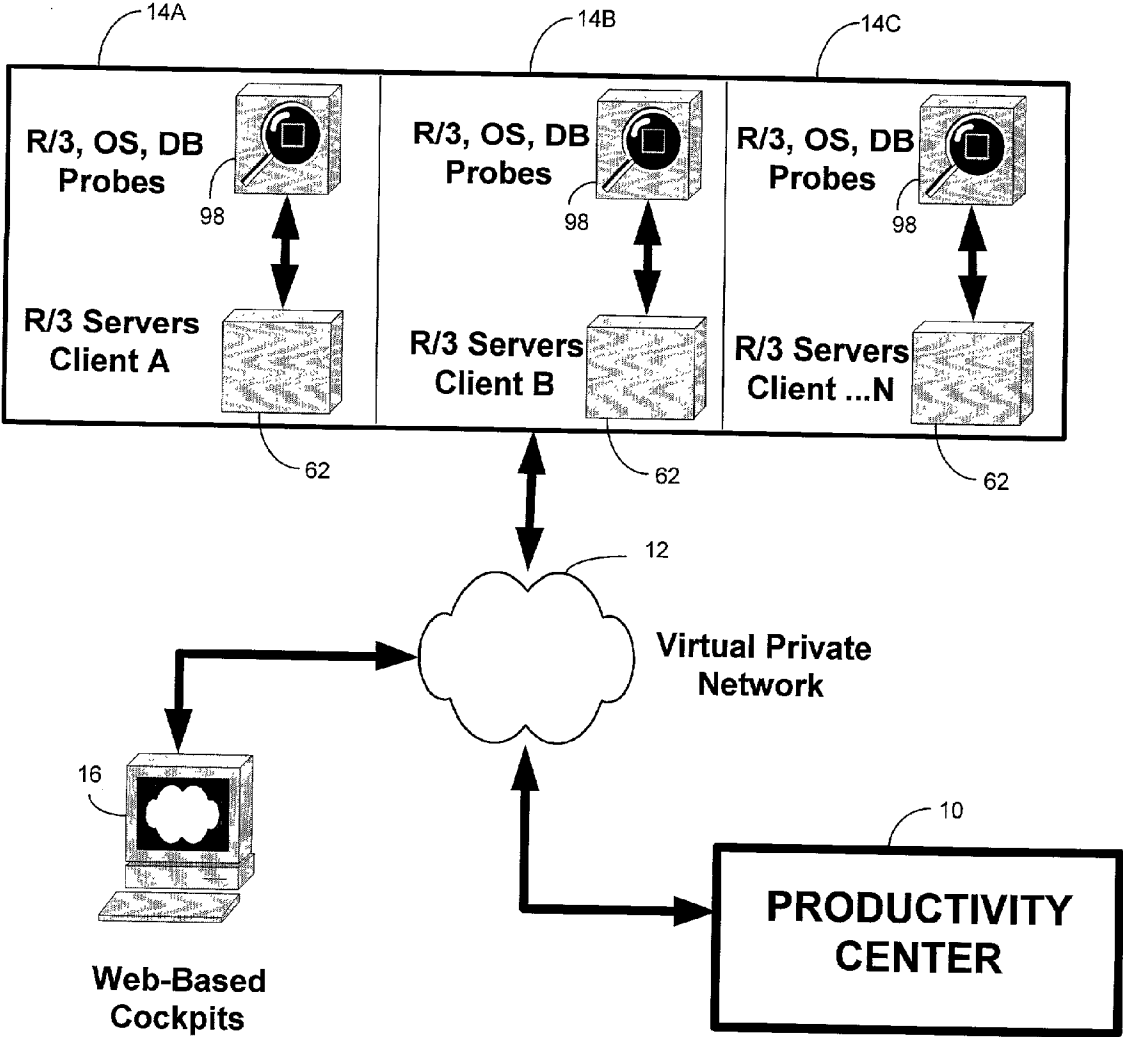 14A
14B
14C
R/3, OS, DB
Probes
98
R/3, OS, DB
Probes
98
R/3, OS, DB
Probes
98
R/3 Servers
Client A
62
R/3 Servers
Client B
62
R/3 Servers
Client ...N
62
12
Virtual Private
Network
16
Web-Based
Cockpits
10
PRODUCTIVITY
CENTER